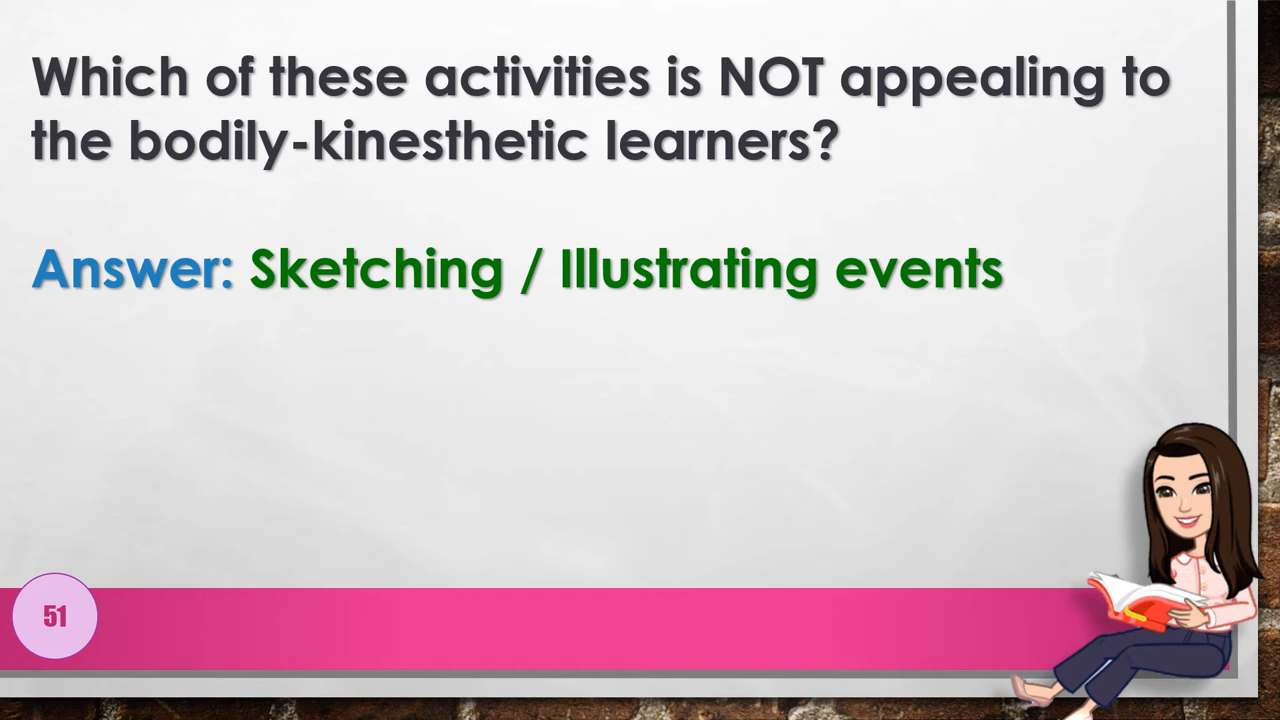 Which of these activities is NOT appealing to
the bodily-kinesthetic learners?
Answer: Sketching / Illustrating events
51